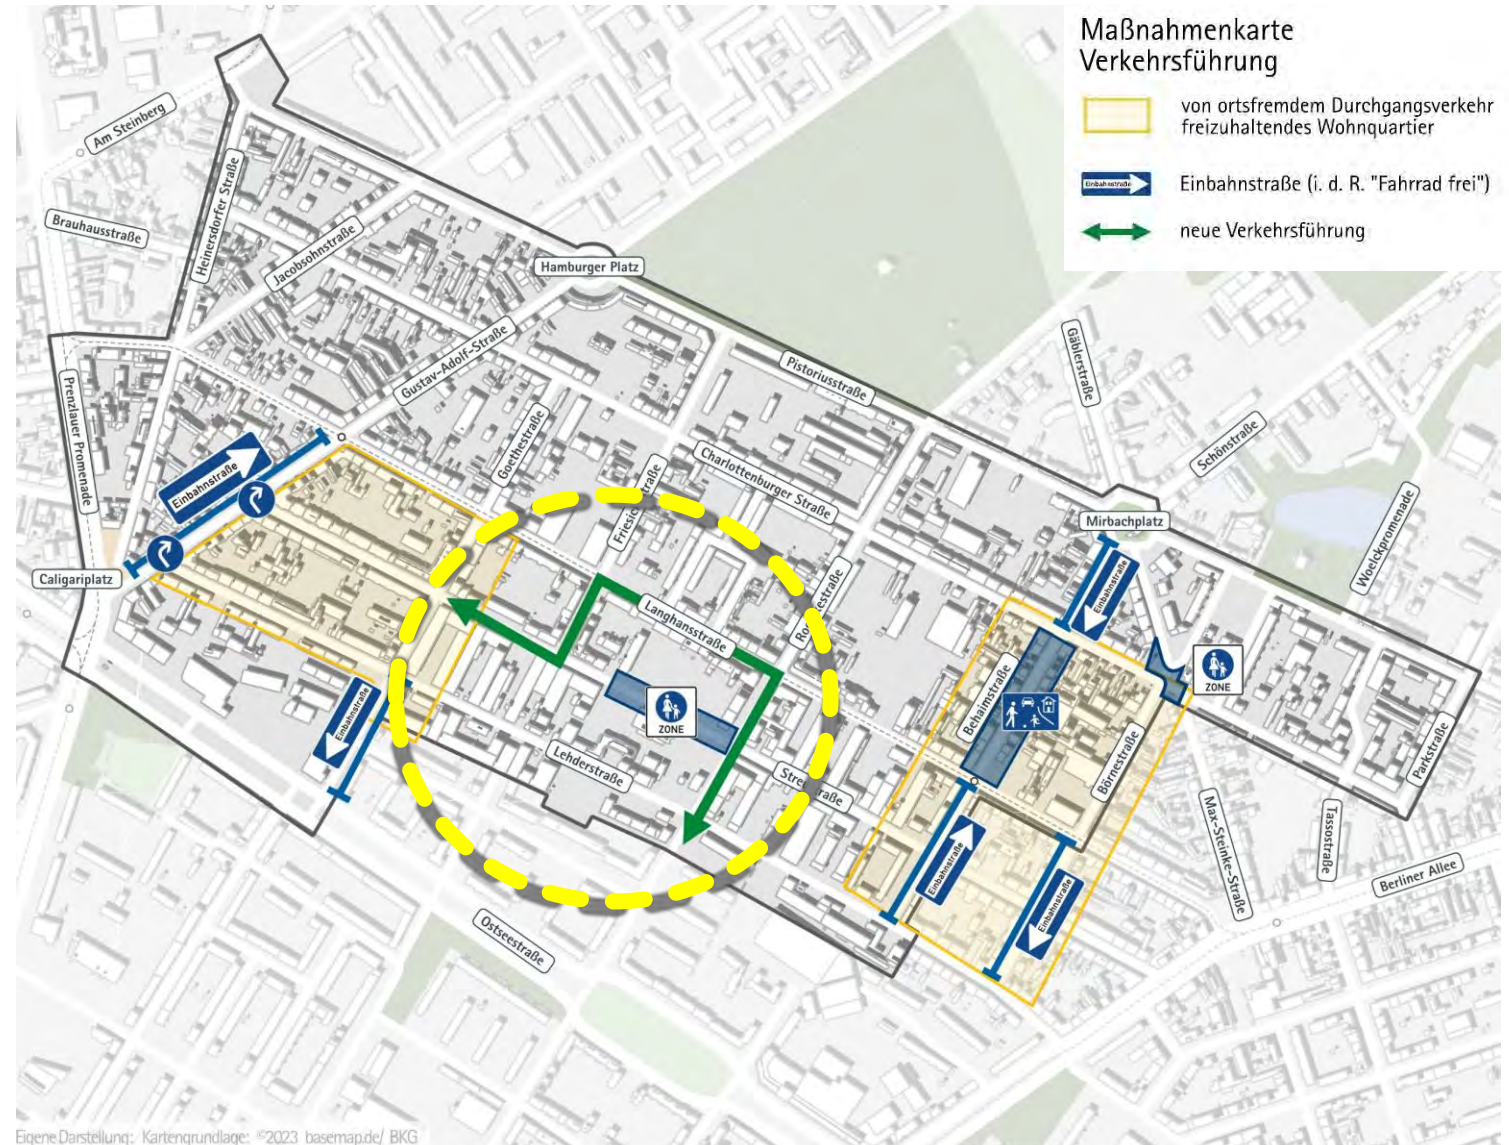 Maßnahmenkarte
Verkehrsführung
von ortsfremdem Durchgangsverkehr
freizuhaltendes Wohnquartier
Einbahnstraße
Einbahnstraße (i. d. R. "Fahrrad frei")
neue Verkehrsführung
Am Steinberg
Brauhausstraße
Heinersdorfer Straße
Jacobsohnstraße
Hamburger Platz
Gustav-Adolf-Straße
Prenzlauer Promenade
Pistoriusstraße
Gäblerstraße
Schönstraße
Goethestraße
Charlottenburger Straße
Einbahnstraße
Woelckpromenade
Mirbachplatz
Caligariplatz
Einbahnstraße
Langhansstraße
ZONE
Behaimstraße
ZONE
Einbahnstraße
Lehderstraße
Börnestraße
Parkstraße
Max-Steinke-Straße
Tassostraße
Berliner Allee
Einbahnstraße
Einbahnstraße
Ostseestraße
Eigene Darstellung: Kartengrundlage: ©2023 basemap.de/ BKG